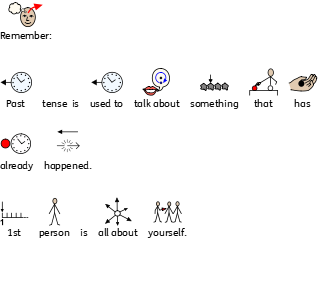 Remember:
Past tense is used to talk about something that has
already happened.
1st person is all about yourself.